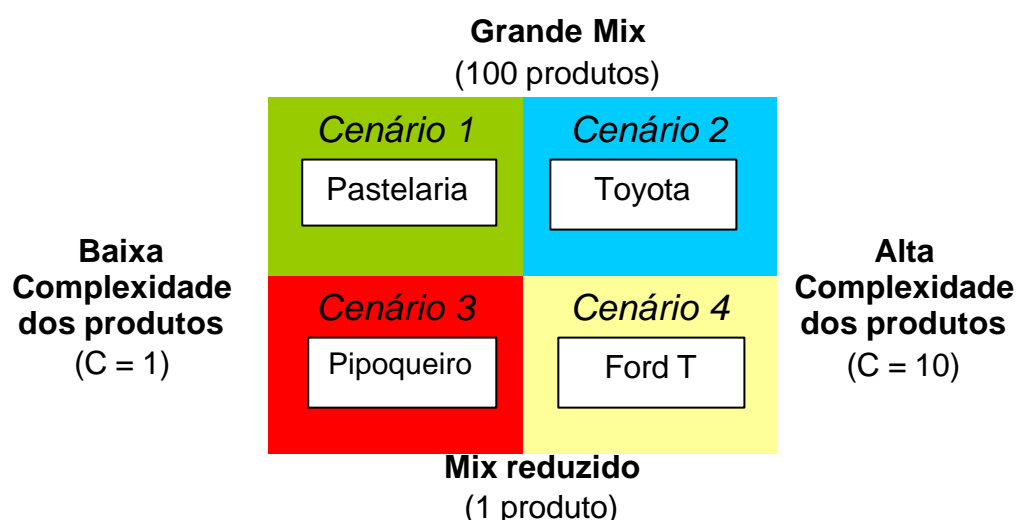 Grande Mix
(100 produtos)
Cenário 1
Cenário 2
Pastelaria
Toyota
Baixa
Complexidade
dos produtos
(C = 1)
Alta
Complexidade
dos produtos
(C = 10)
Cenário 3
Cenário 4
Pipoqueiro
Ford T
Mix reduzido
(1 produto)